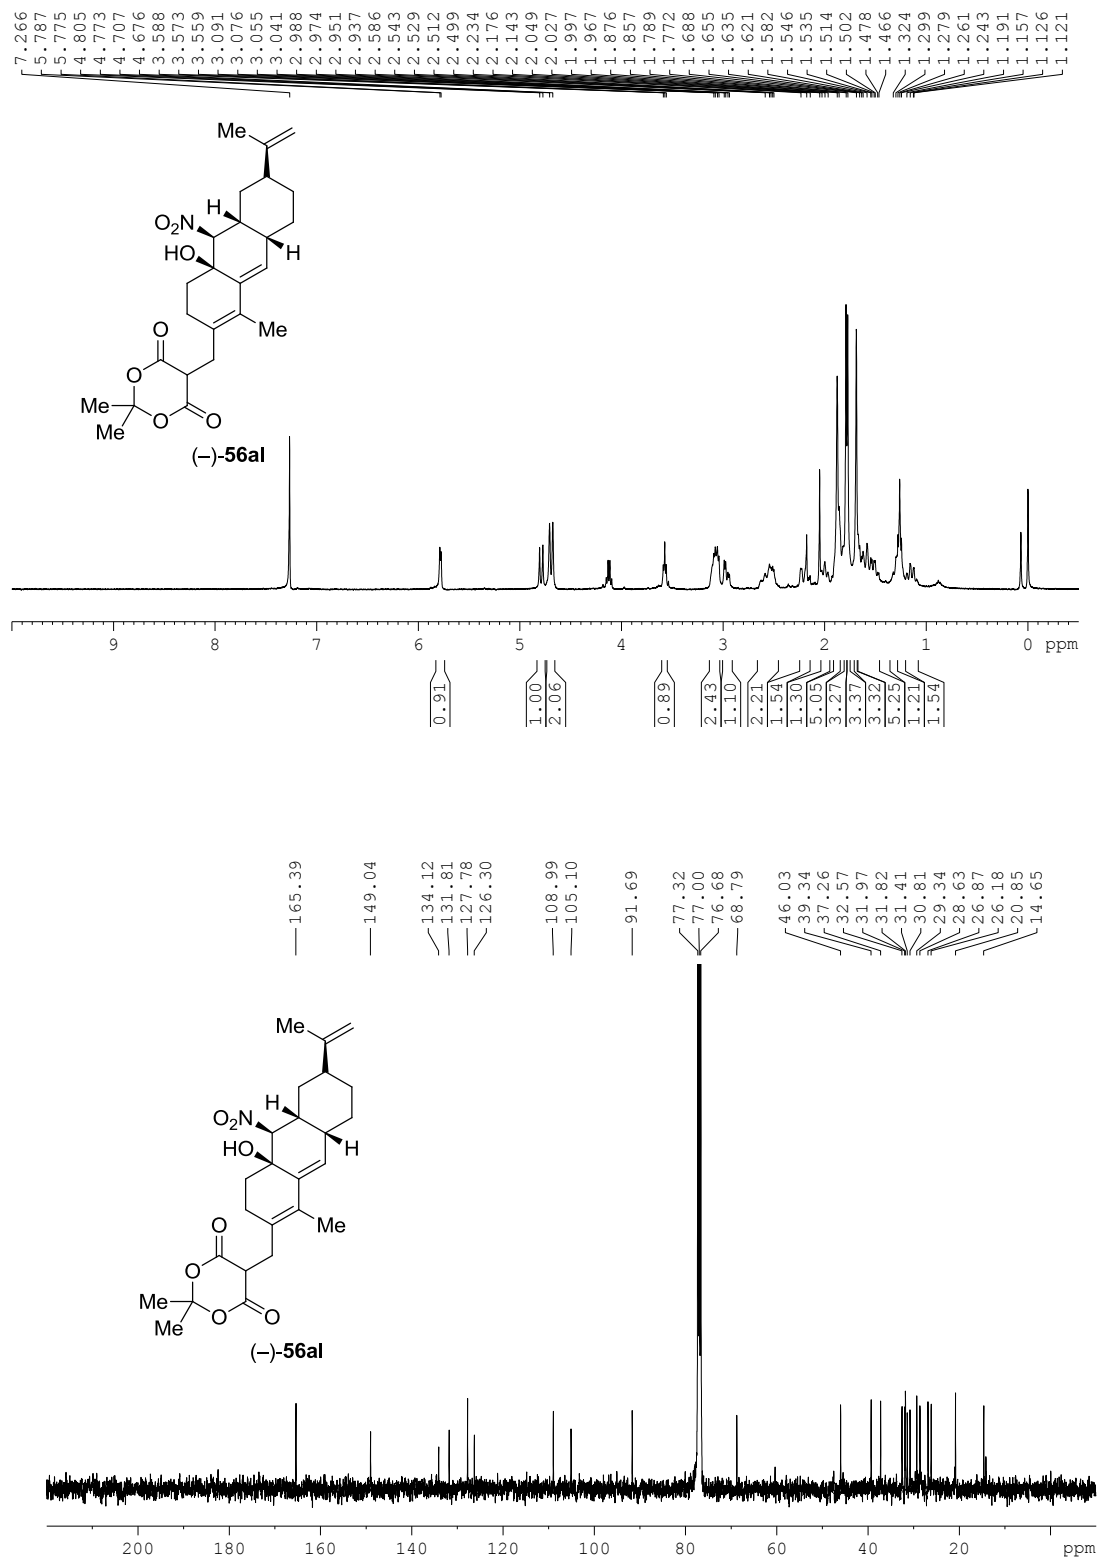 7.266 5.787 5.775 4.805 4.773 4.707 4.676 3.588 3.573 3.559 3.091 3.076 3.055 3.041 2.988 2.974 2.951 2.937 2.586 2.543 2.529 2.512 2.499 2.234 2.176 2.143 2.049 2.027 1.997 1.967 1.876 1.857 1.789 1.772 1.688 1.655 1.635 1.621 1.582 1.546 1.535 1.514 1.502 1.478 1.466 1.324 1.299 1.279 1.261 1.243 1.191 1.157 1.126 1.121
Me
H
O2N
H
HO
Me
O
O
Me
O
O
Me
(–)-56al
9 8 7 6 5 4 3 2 1 0 ppm
0.91 1.00 2.06 0.89 2.43 1.10 2.21 1.54 1.30 5.05 3.27 3.37 3.32 5.25 1.21 1.54
165.39 149.04 134.12 131.81 127.78 126.30 108.99 105.10 91.69 77.32 77.00 76.68 68.79 46.03 39.34 37.26 32.57 31.97 31.82 31.41 30.81 29.34 28.63 26.87 26.18 20.85 14.65
Me
H
O2N
H
HO
Me
O
O
Me
O
O
Me
(–)-56al
200 180 160 140 120 100 80 60 40 20 ppm